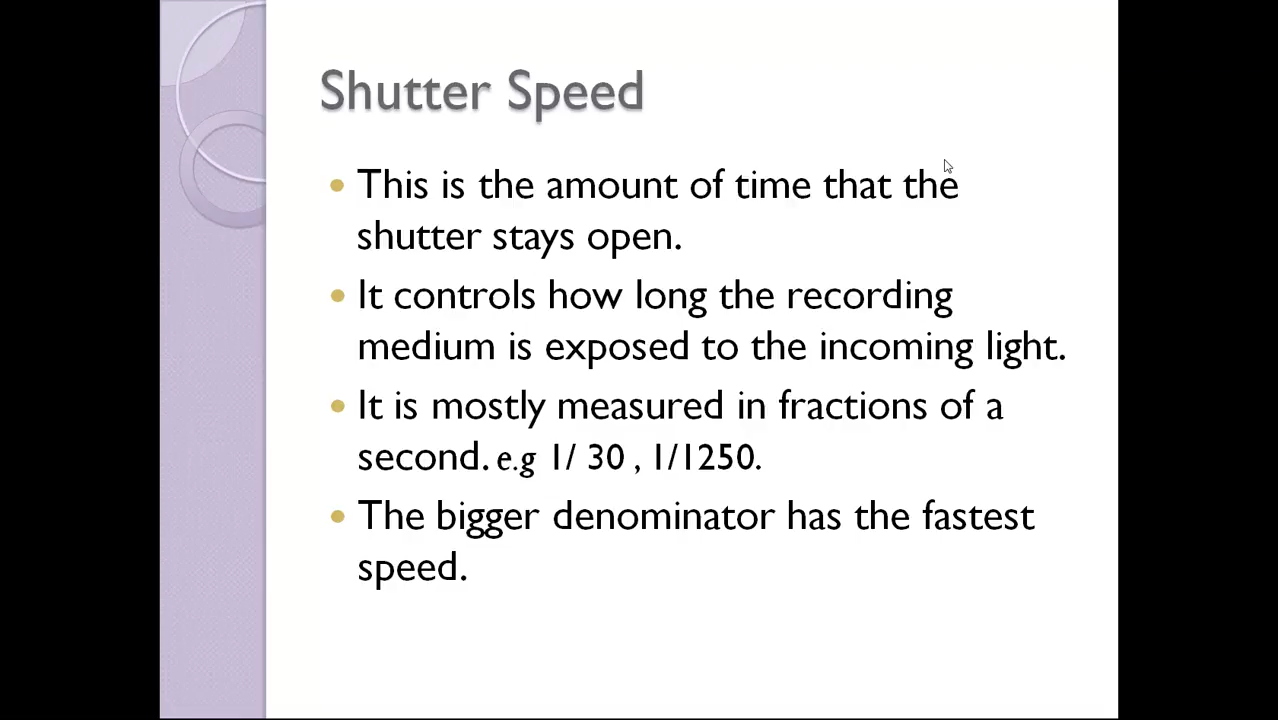 Shutter Speed
• This is the amount of time that the
shutter stays open.
• It controls how long the recording
medium is exposed to the incoming light.
• It is mostly measured in fractions of a
second. e.g 1/ 30 , 1/1250.
• The bigger denominator has the fastest
speed.